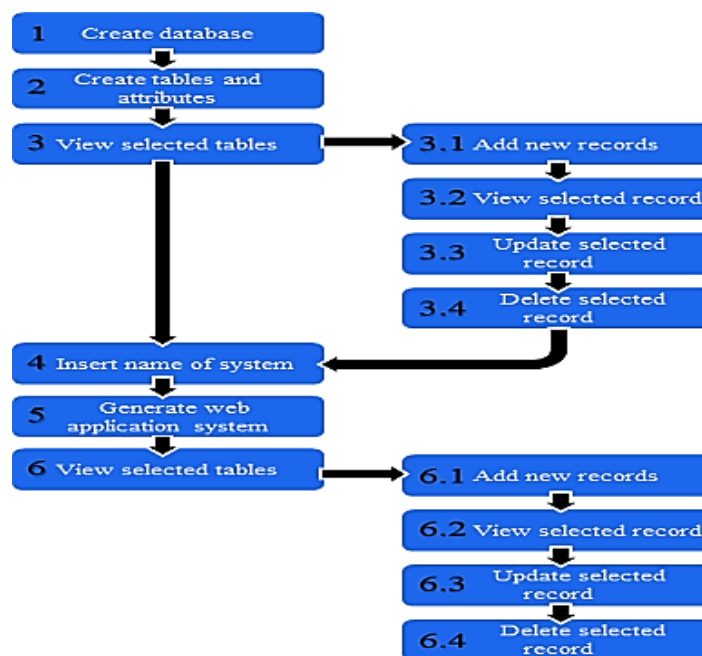 1 Create database
2 Create tables and
attributes
3 View selected tables
3.1 Add new records
3.2 View selected record
3.3 Update selected
record
3.4 Delete selected
record
4 Insert name of system
5 Generate web
application system
6 View selected tables
6.1 Add new records
6.2 View selected record
6.3 Update selected
record
6.4 Delete selected
record